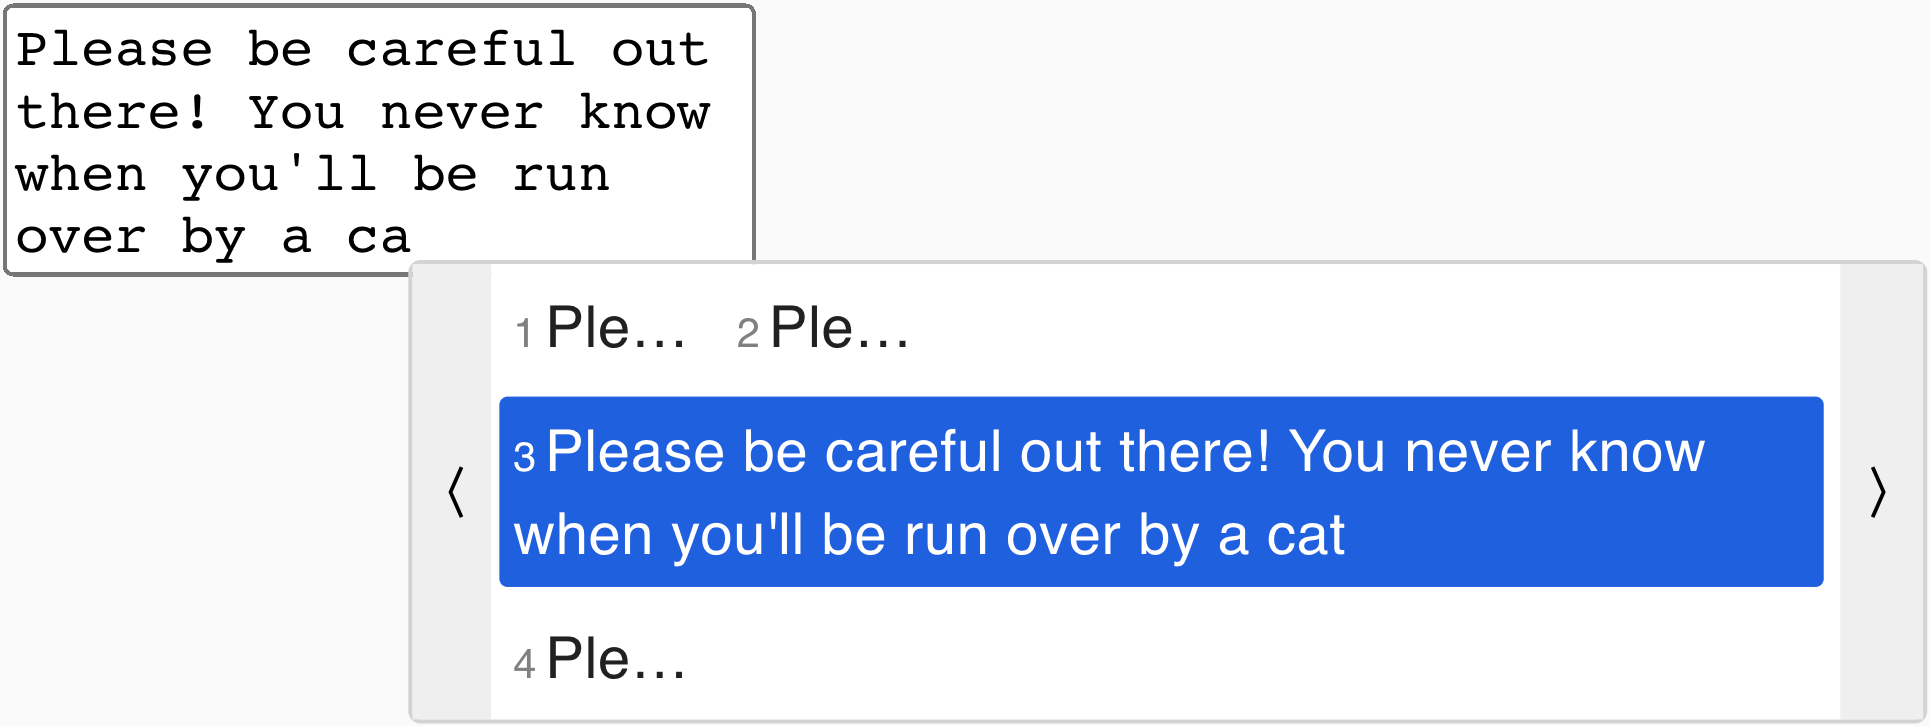 Please be careful out
there! You never know
when you'll be run
over by a ca
1 Ple… 2 Ple…
3 Please be careful out there! You never know
when you'll be run over by a cat
4 Ple…